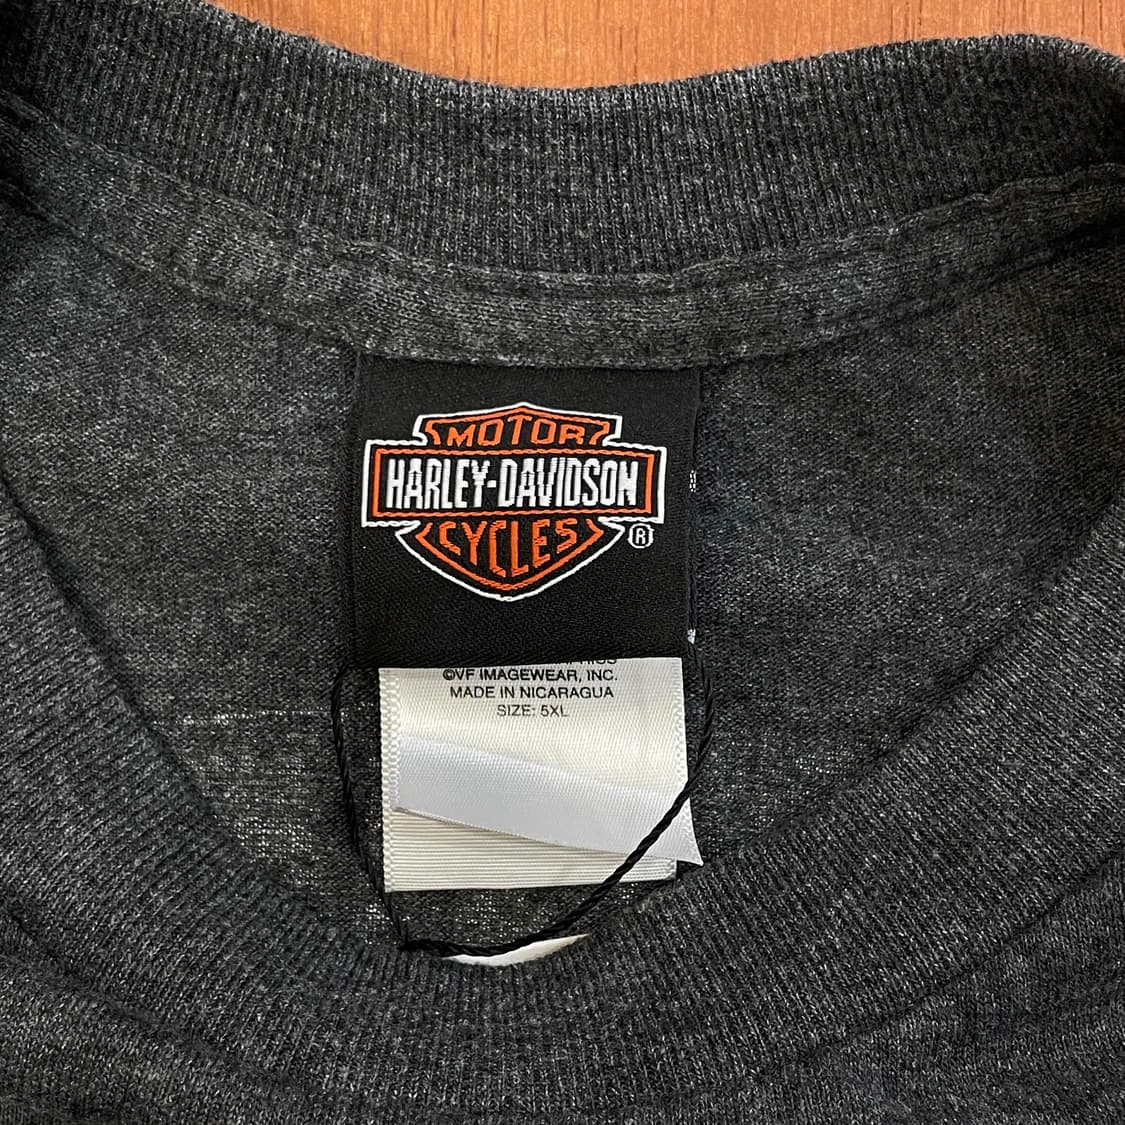 MOTOR
HARLEY-DAVIDSON
CYCLES
®
©VF IMAGEWEAR, INC.
MADE IN NICARAGUA
SIZE: 5XL